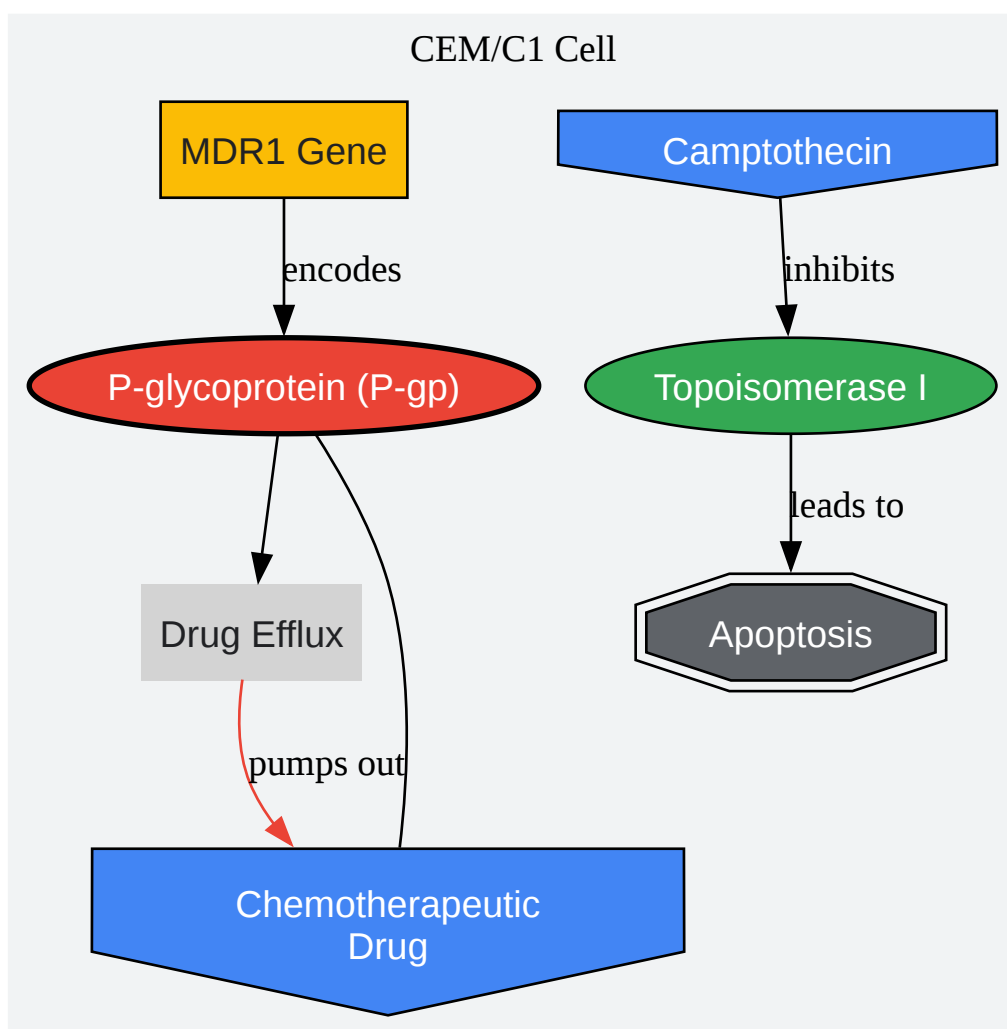 CEM/C1 Cell
MDR1 Gene
Camptothecin
encodes
inhibits
P-glycoprotein (P-gp)
Topoisomerase I
leads to
Drug Efflux
Apoptosis
pumps out
Chemotherapeutic
Drug